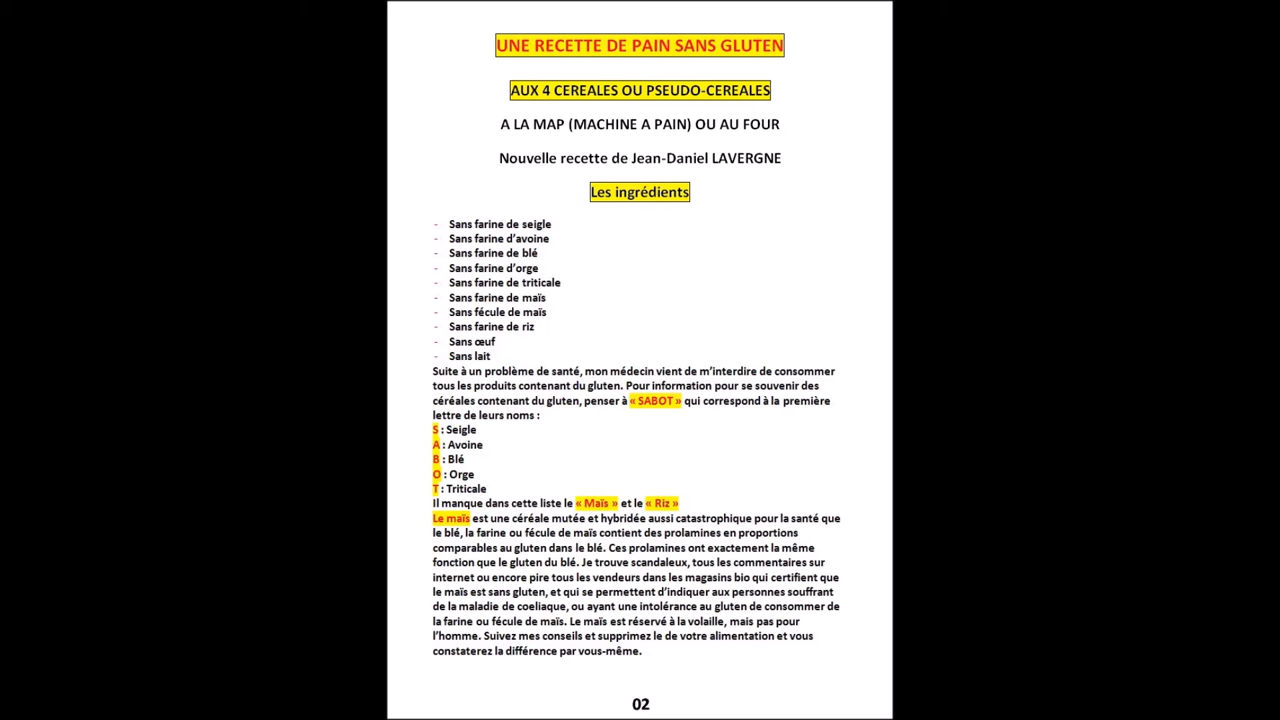 UNE RECETTE DE PAIN SANS GLUTEN
AUX 4 CEREALES OU PSEUDO-CEREALES
A LA MAP (MACHINE A PAIN) OU AU FOUR
Nouvelle recette de Jean-Daniel LAVERGNE
Les ingrédients
- Sans farine de seigle
- Sans farine d’avoine
- Sans farine de blé
- Sans farine d’orge
- Sans farine de triticale
- Sans farine de maïs
- Sans fécule de maïs
- Sans farine de riz
- Sans œuf
- Sans lait
Suite à un problème de santé, mon médecin vient de m’interdire de consommer
tous les produits contenant du gluten. Pour information pour se souvenir des
céréales contenant du gluten, penser à « SABOT » qui correspond à la première
lettre de leurs noms :
S : Seigle
A : Avoine
B : Blé
O : Orge
T : Triticale
Il manque dans cette liste le « Maïs » et le « Riz »
Le maïs est une céréale mutée et hybridée aussi catastrophique pour la santé que
le blé, la farine ou fécule de maïs contient des prolamines en proportions
comparables au gluten dans le blé. Ces prolamines ont exactement la même
fonction que le gluten du blé. Je trouve scandaleux, tous les commentaires sur
internet ou encore pire tous les vendeurs dans les magasins bio qui certifient que
le maïs est sans gluten, et qui se permettent d’indiquer aux personnes souffrant
de la maladie de coeliaque, ou ayant une intolérance au gluten de consommer de
la farine ou fécule de maïs. Le maïs est réservé à la volaille, mais pas pour
l’homme. Suivez mes conseils et supprimez le de votre alimentation et vous
constaterez la différence par vous-même.
02